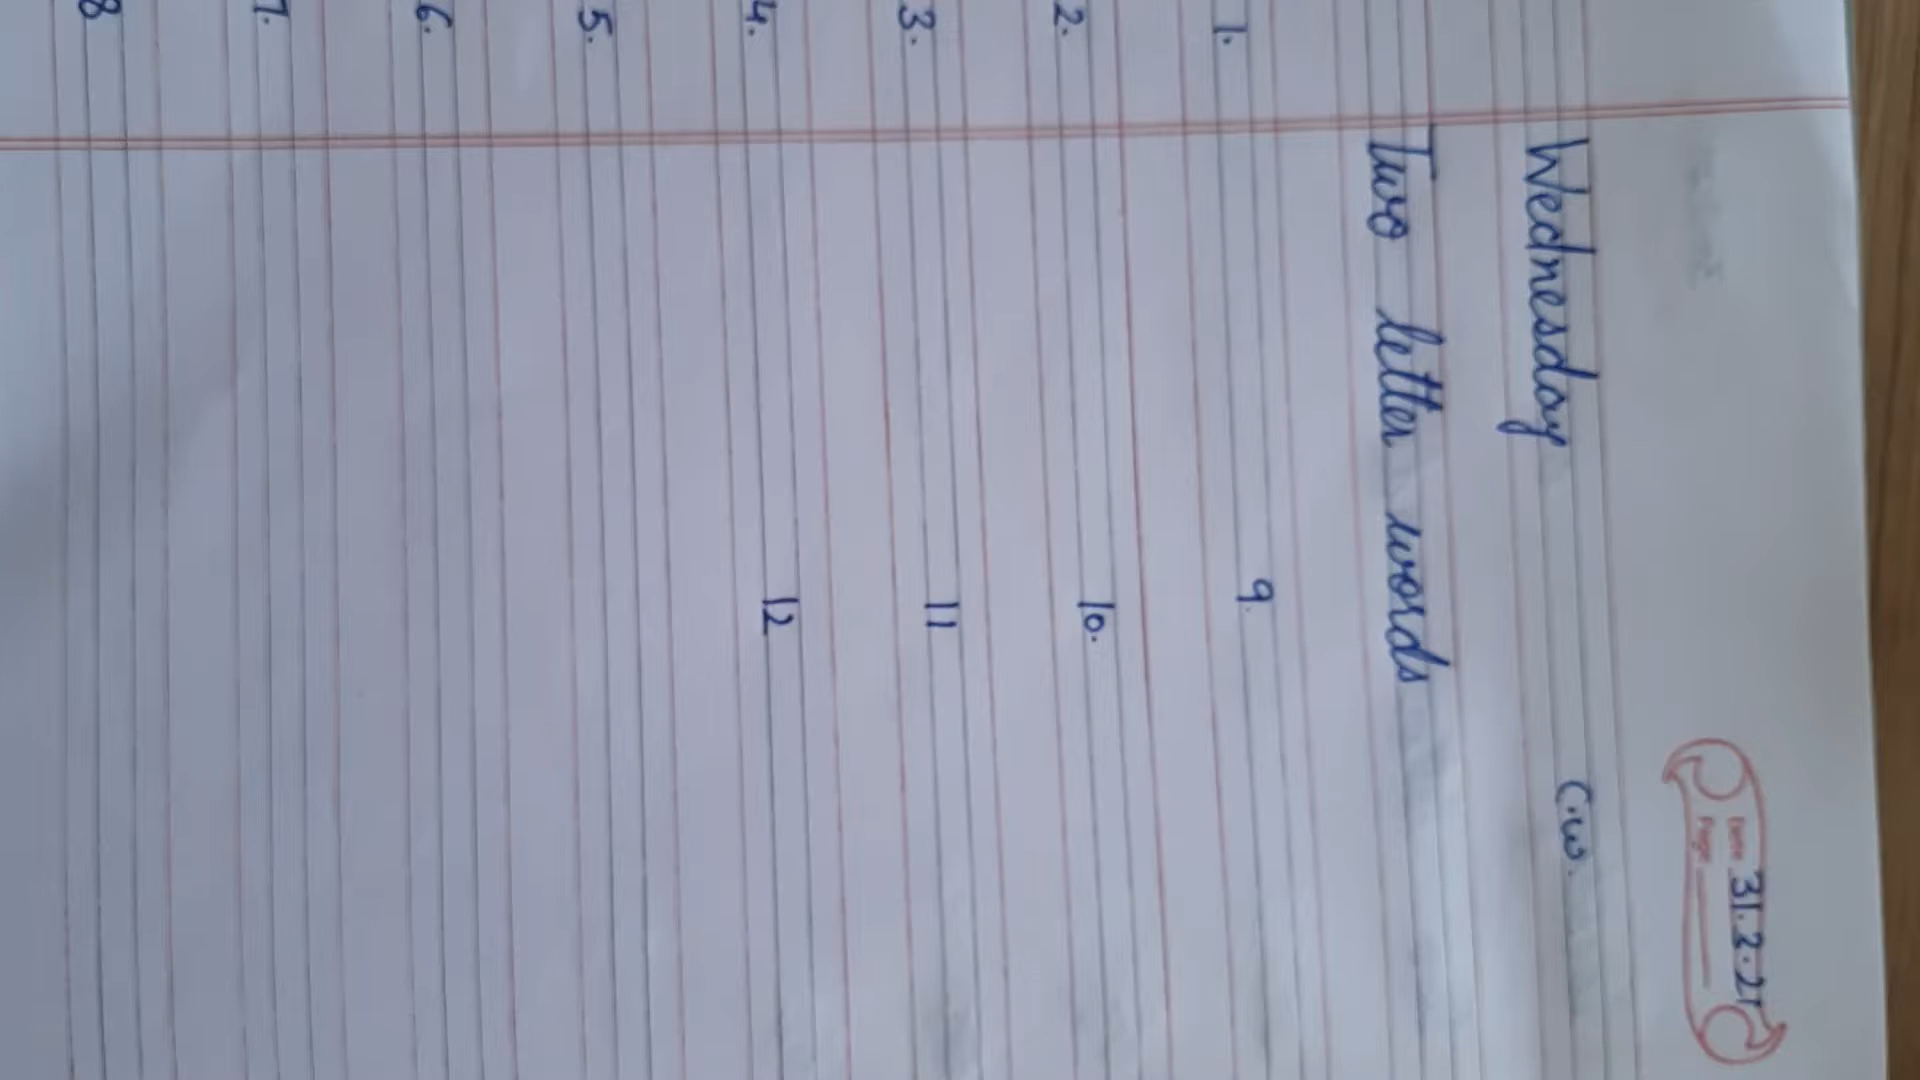 Date 31.3.21
Page
Wednesday C.W.
Two letter words
1. 9.
2. 10.
3. 11
4. 12
5.
6.
7.
8